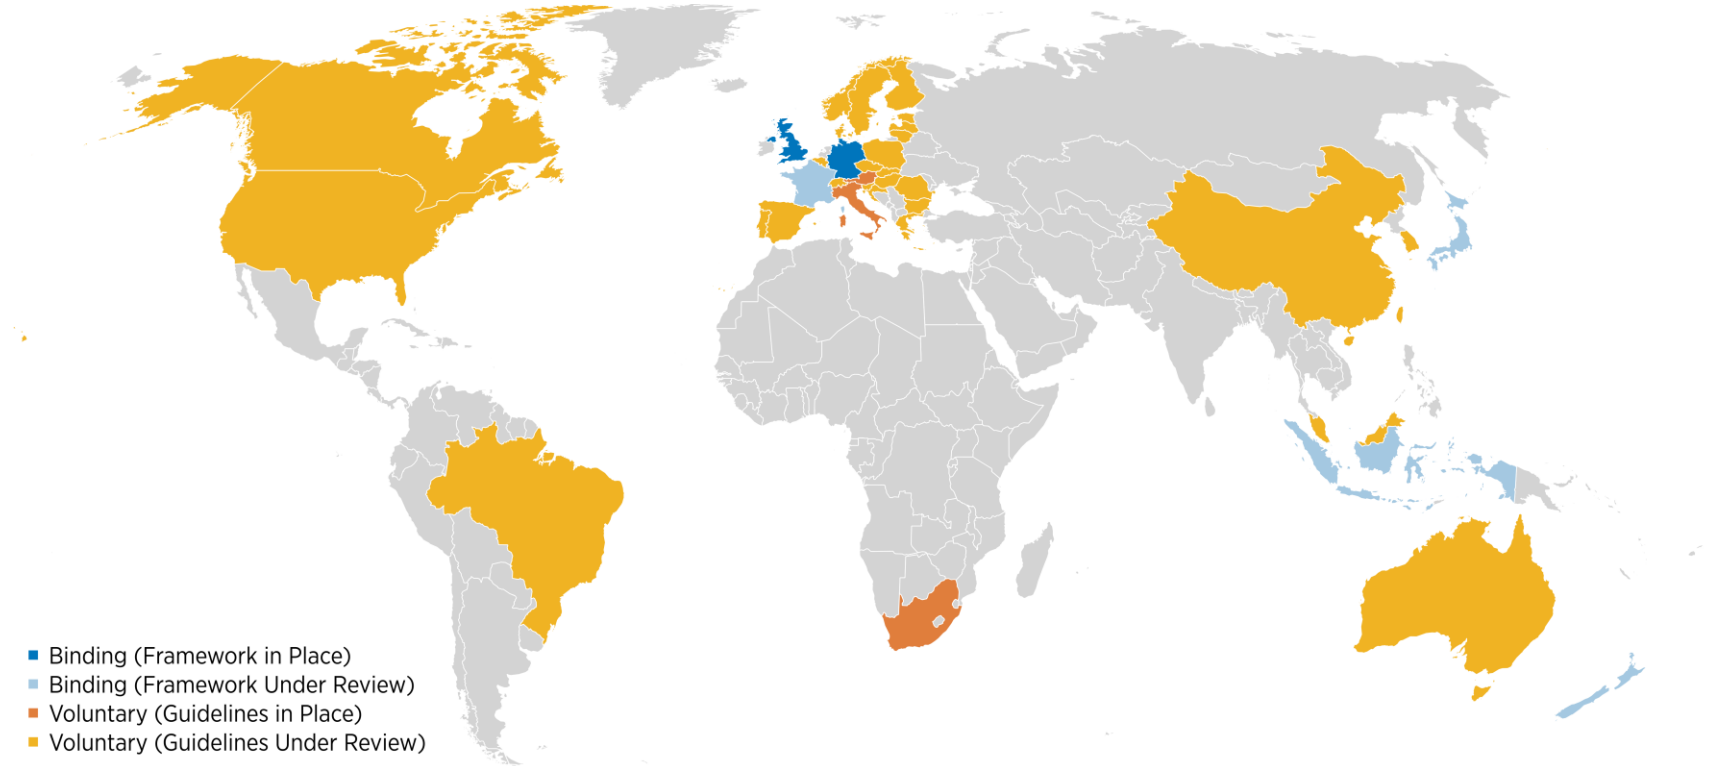 Binding (Framework in Place)
Binding (Framework Under Review)
Voluntary (Guidelines in Place)
Voluntary (Guidelines Under Review)